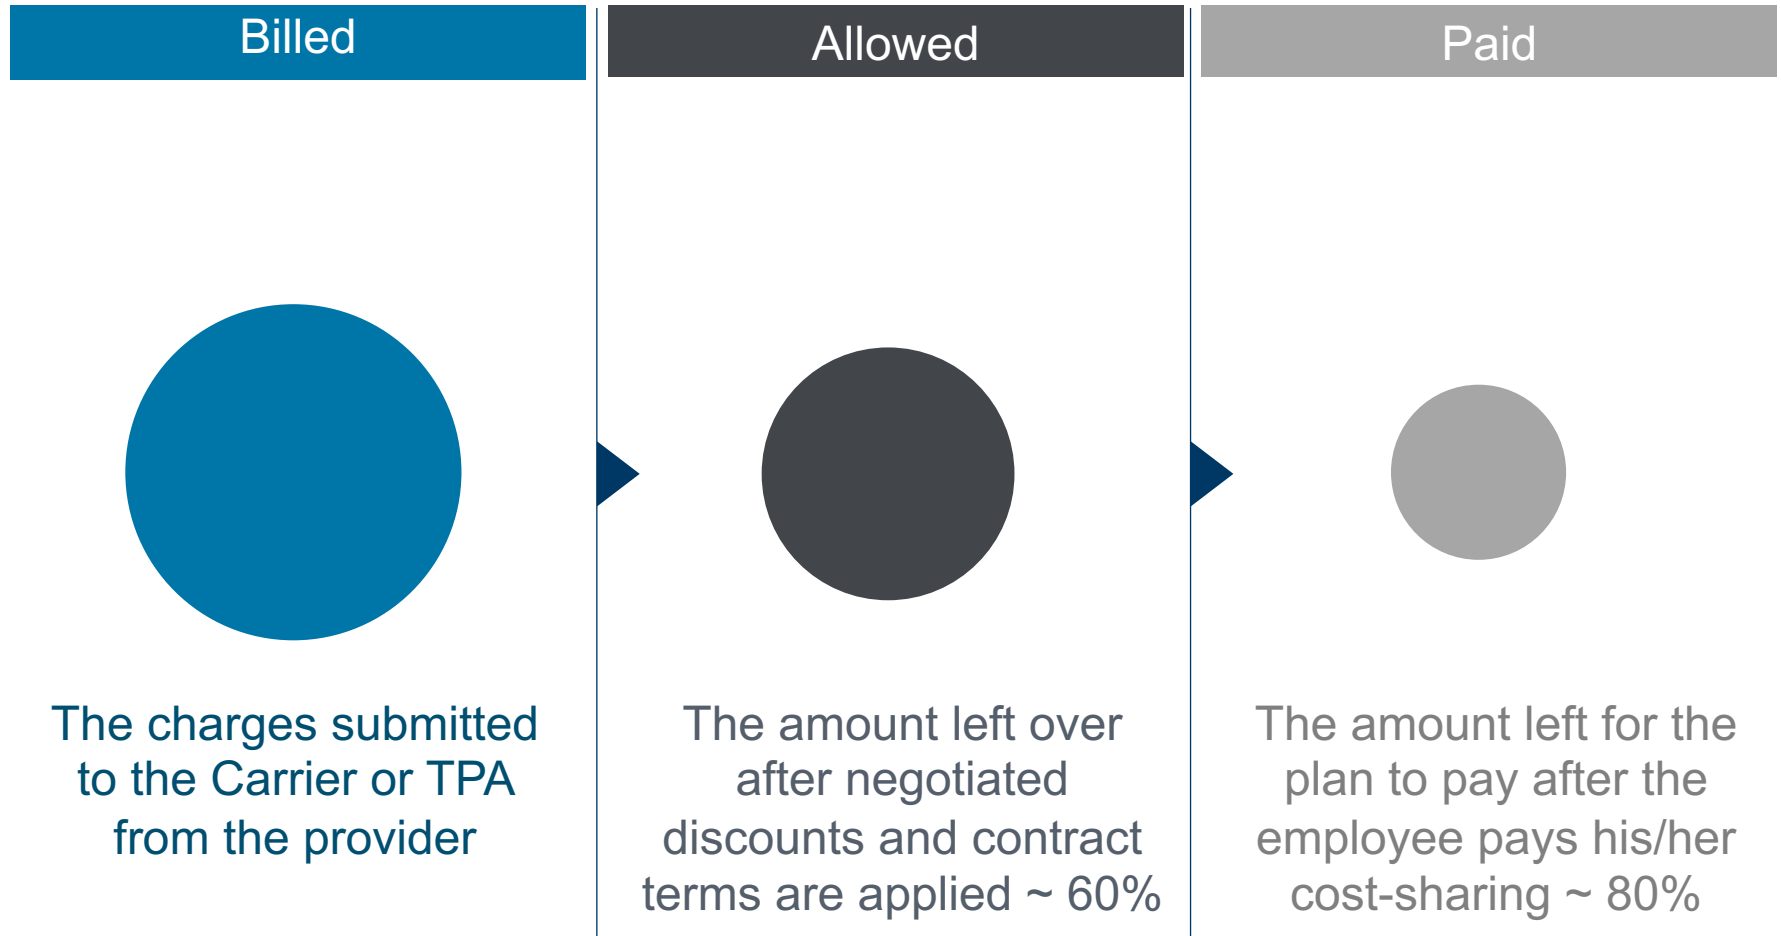 Billed
Allowed
Paid
The charges submitted
to the Carrier or TPA
from the provider
The amount left over
after negotiated
discounts and contract
terms are applied ~ 60%
The amount left for the
plan to pay after the
employee pays his/her
cost-sharing ~ 80%